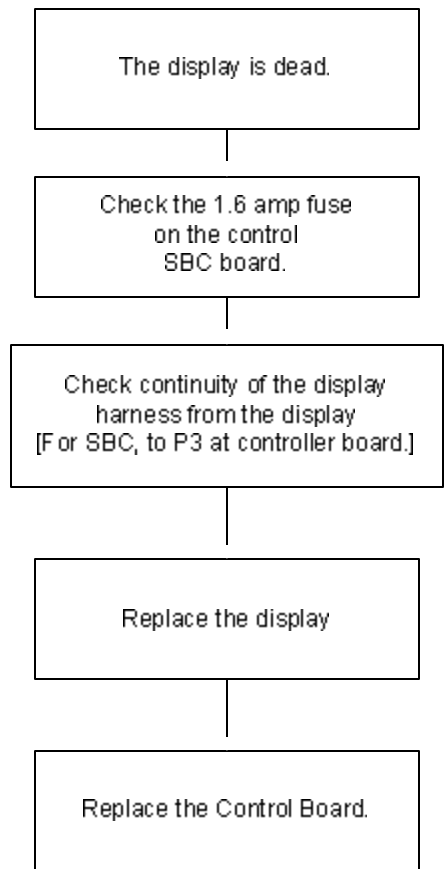 The display is dead.
Check the 1.6 amp fuse
on the control
SBC board.
Check continuity of the display
harness from the display
[For SBC, to P3 at controller board.]
Replace the display
Replace the Control Board.